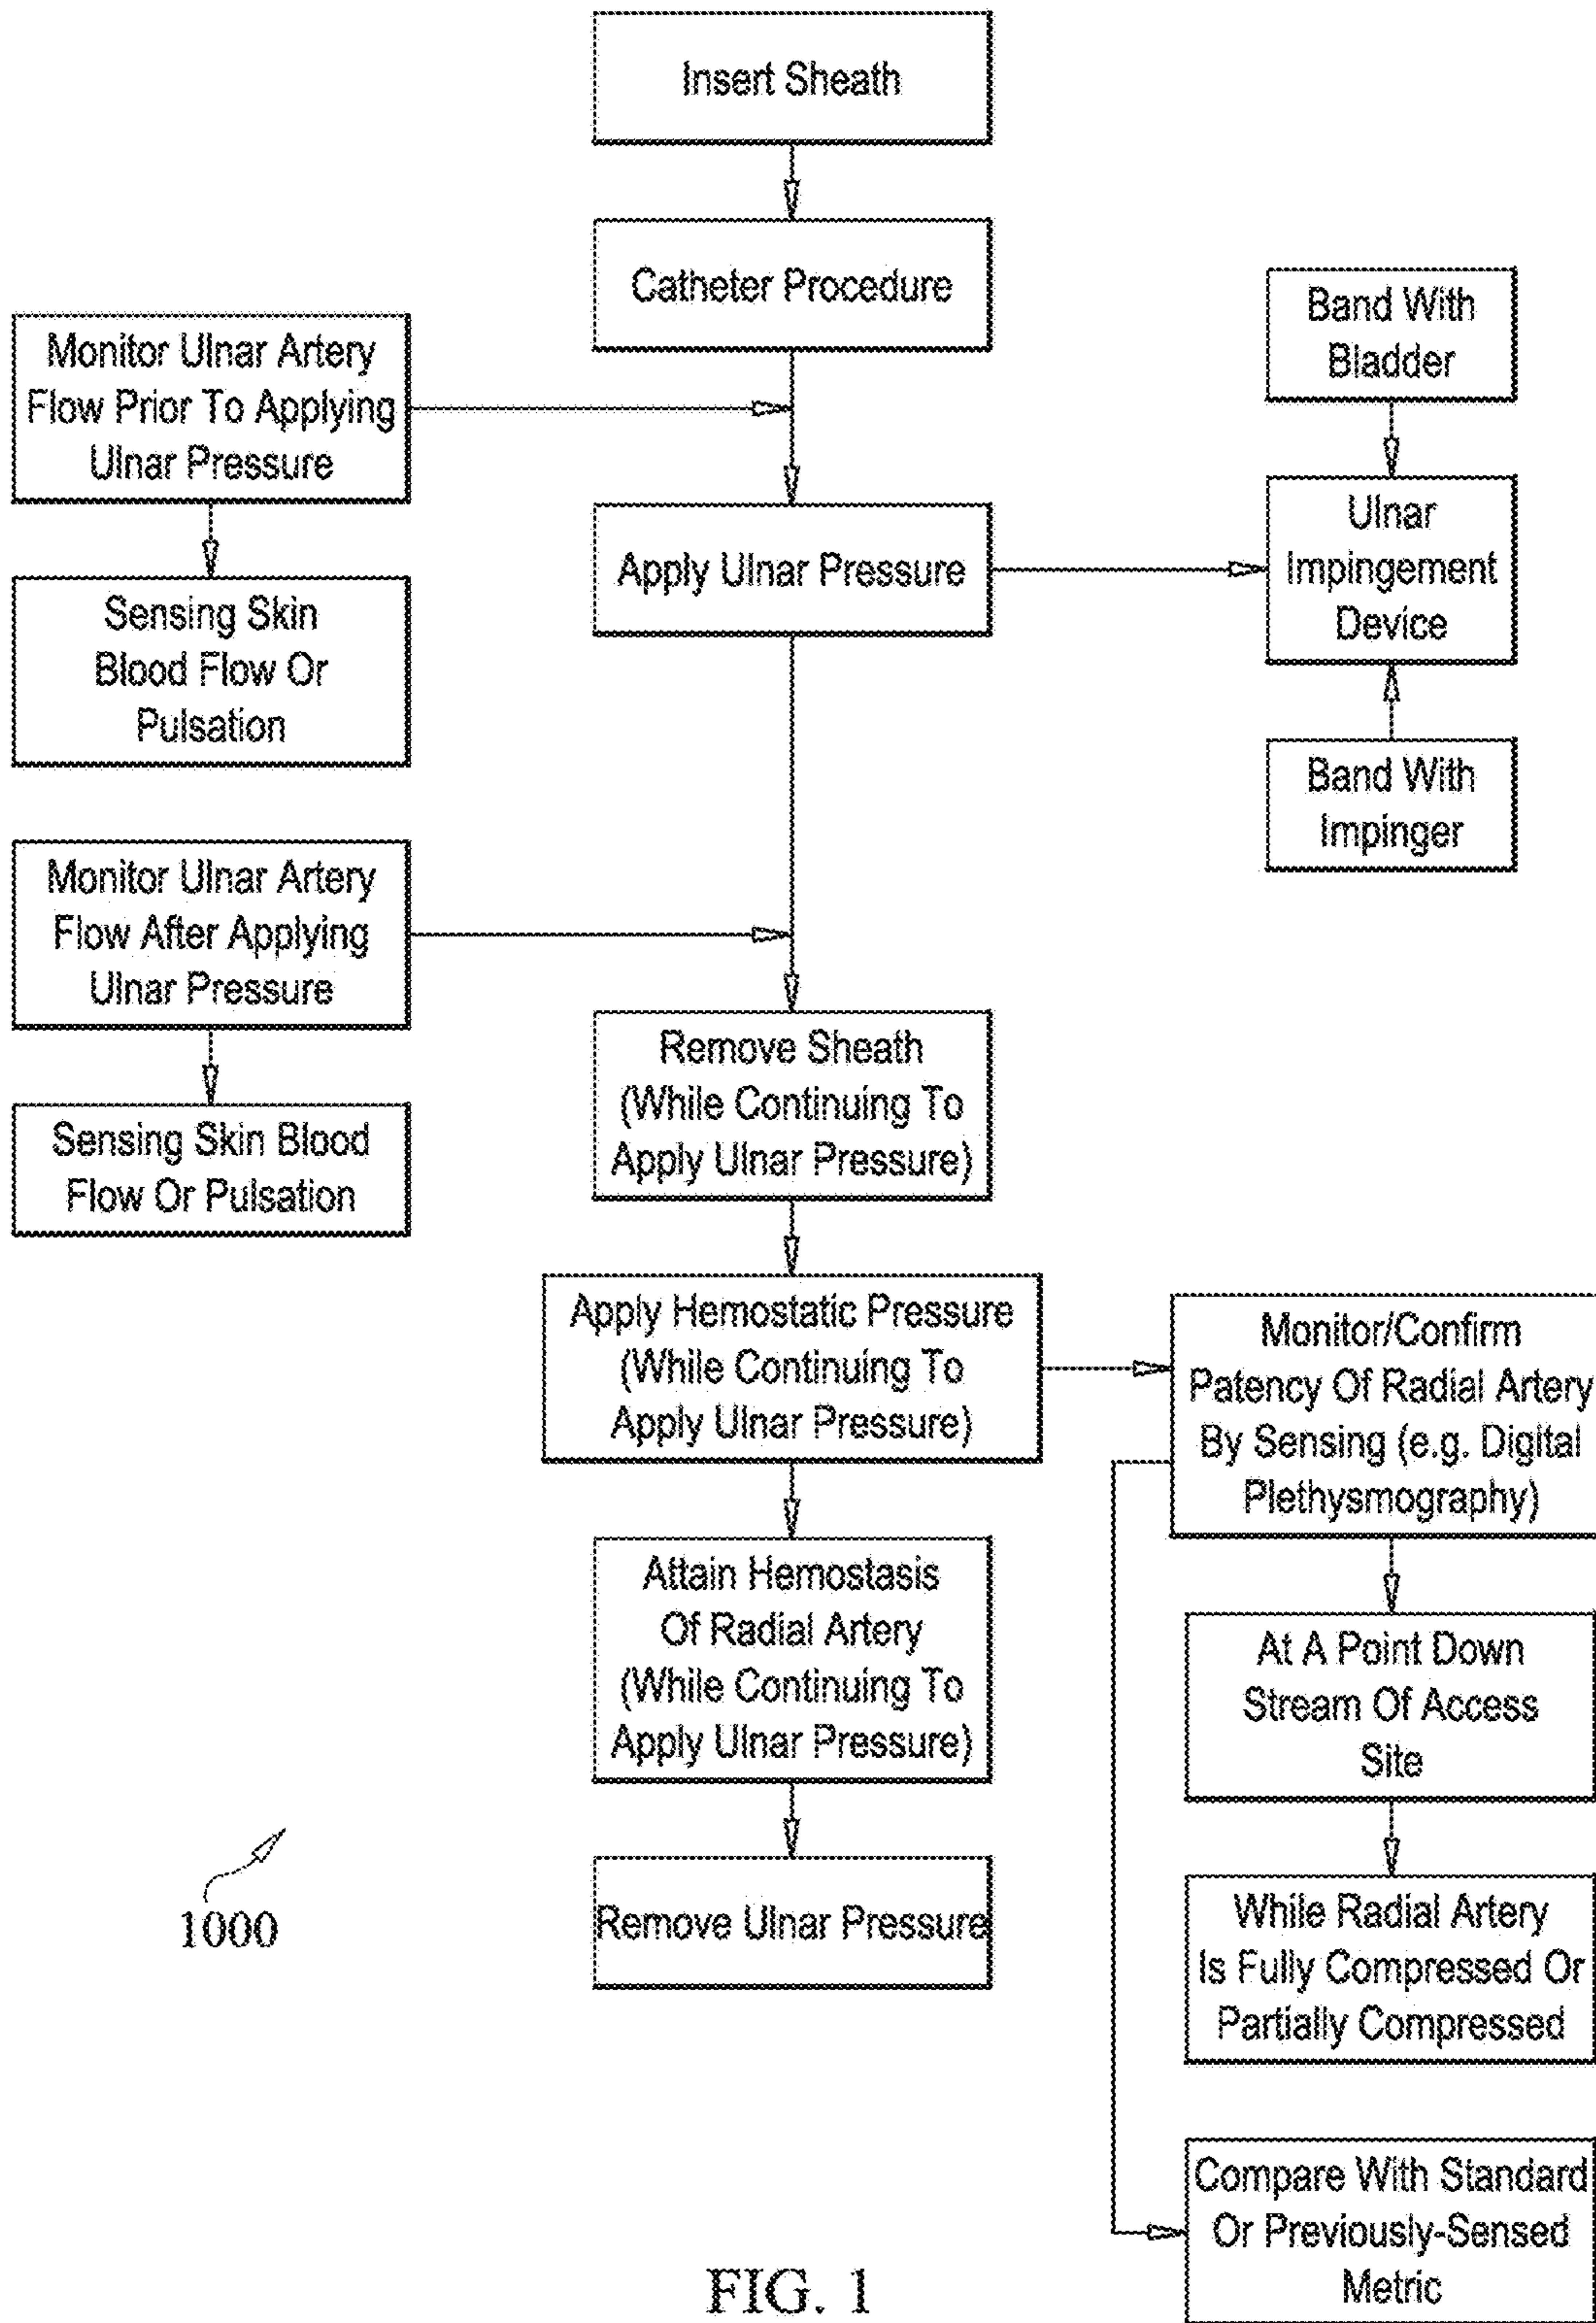 Insert Sheath
Catheter Procedure
Monitor Ulnar Artery
Flow Prior To Applying
Ulnar Pressure
Band With
Bladder
Apply Ulnar Pressure
Ulnar
Impingement
Device
Sensing Skin
Blood Flow Or
Pulsation
Band With
Impinger
Monitor Ulnar Artery
Flow After Applying
Ulnar Pressure
Sensing Skin Blood
Flow Or Pulsation
Remove Sheath
(While Continuing To
Apply Ulnar Pressure)
Apply Hemostatic Pressure
(While Continuing To
Apply Ulnar Pressure)
Monitor/Confirm
Patency Of Radial Artery
By Sensing (e.g. Digital
Plethysmography)
Attain Hemostasis
Of Radial Artery
(While Continuing To
Apply Ulnar Pressure)
At A Point Down
Stream Of Access
Site
Remove Ulnar Pressure
While Radial Artery
Is Fully Compressed Or
Partially Compressed
1000
Compare With Standard
Or Previously-Sensed
Metric
FIG. 1